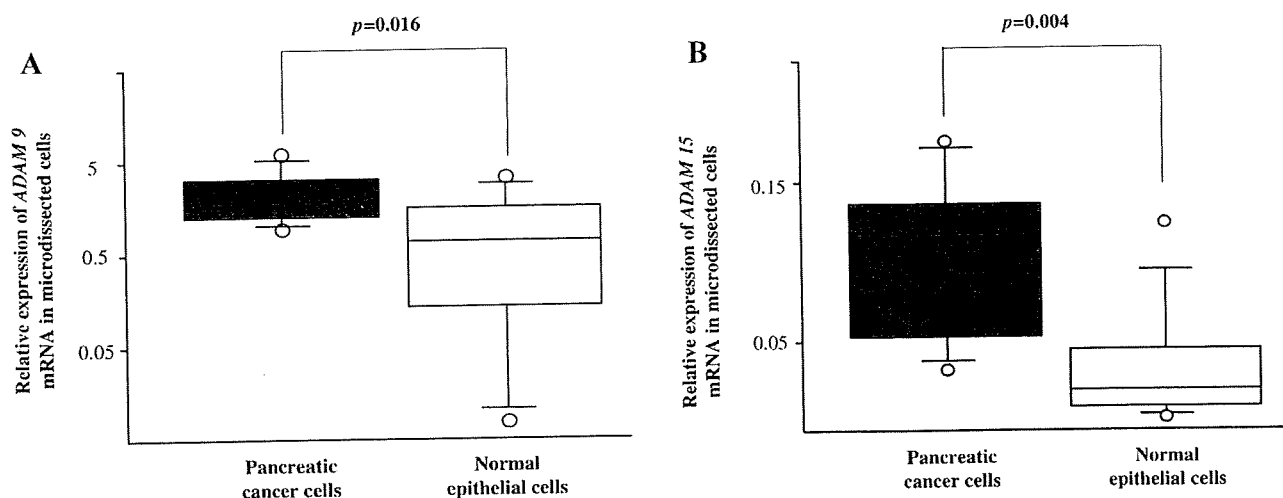 A
p=0.016
Relative expression of ADAM 9
mRNA in microdissected cells
5
0.5
0.05
Pancreatic
cancer cells
Normal
epithelial cells
B
p=0.004
Relative expression of ADAM 15
mRNA in microdissected cells
0.15
0.05
Pancreatic
cancer cells
Normal
epithelial cells